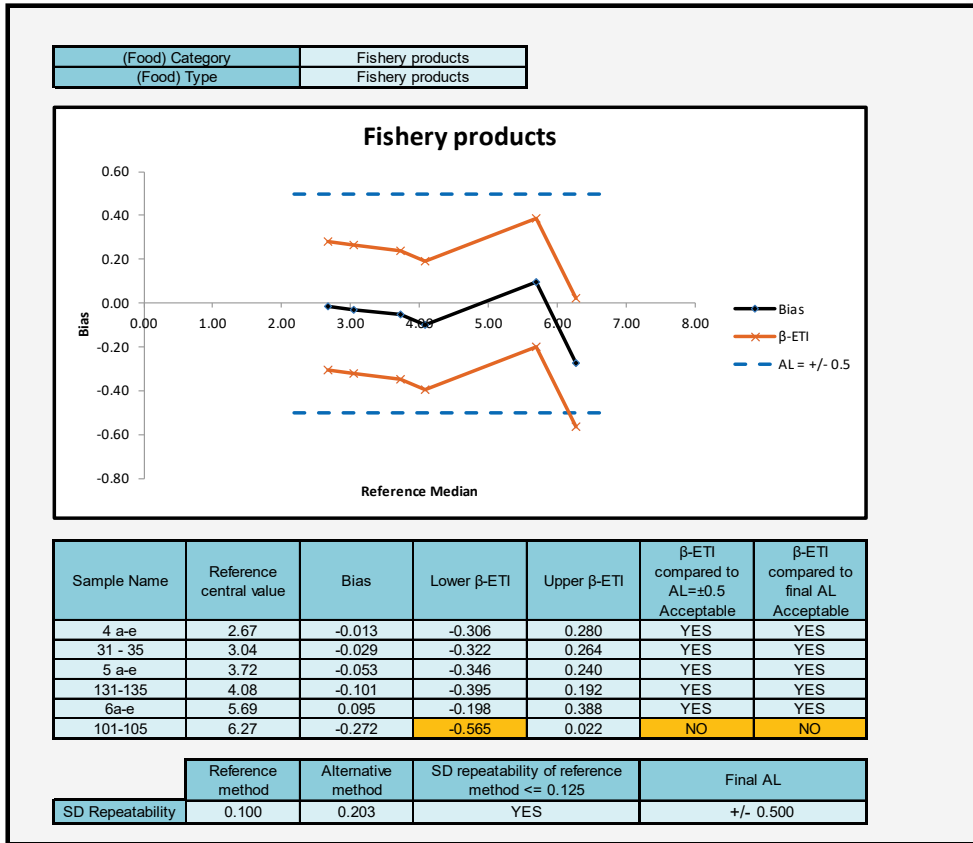 (Food) Category Fishery products
(Food) Type Fishery products
Fishery products
0.60
0.40
0.20
0.00
-0.20
-0.40
-0.60
-0.80
0.00 1.00 2.00 3.00 4.00 5.00 6.00 7.00 8.00
Bias
Reference Median
Bias
β-ETI
AL = +/- 0.5
Sample Name Reference central value Bias Lower β-ETI Upper β-ETI β-ETI compared to AL=±0.5 Acceptable β-ETI compared to final AL Acceptable
4 a-e 2.67 -0.013 -0.306 0.280 YES YES
31 - 35 3.04 -0.029 -0.322 0.264 YES YES
5 a-e 3.72 -0.053 -0.346 0.240 YES YES
131-135 4.08 -0.101 -0.395 0.192 YES YES
6a-e 5.69 0.095 -0.198 0.388 YES YES
101-105 6.27 -0.272 -0.565 0.022 NO NO
Reference method Alternative method SD repeatability of reference method <= 0.125 Final AL
SD Repeatability 0.100 0.203 YES +/- 0.500